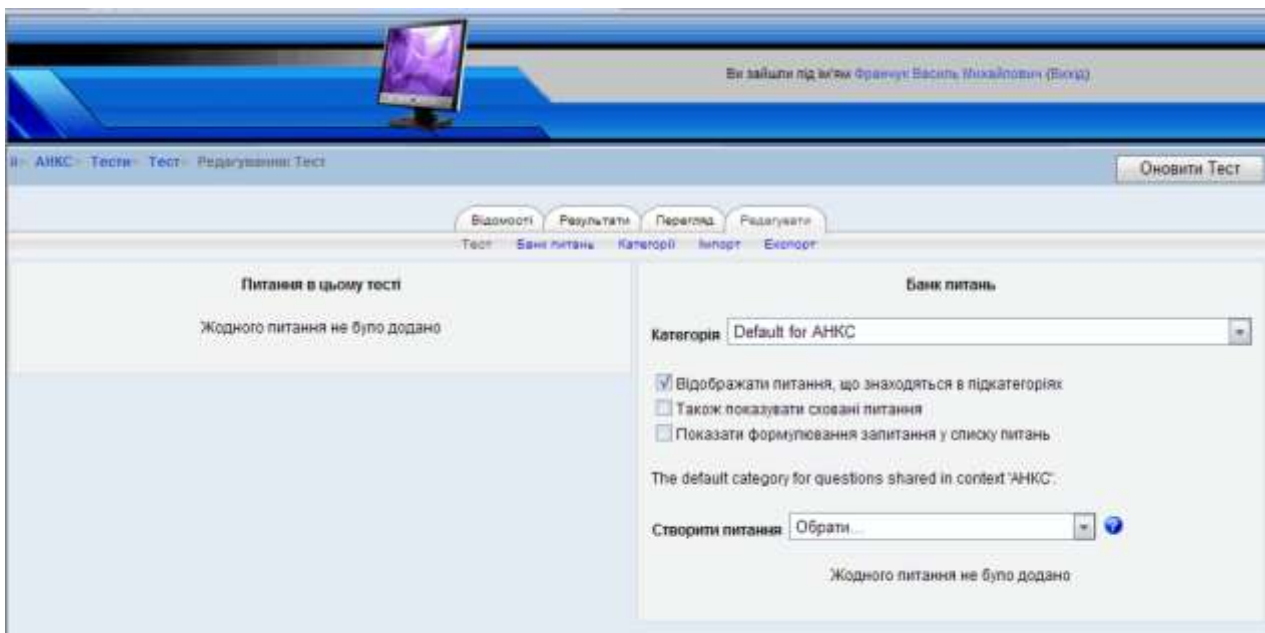 Ви зайшли під ім'ям Франчук Василь Михайлович (Вихід)
АНКС Тести Тест Редагування: Тест
Оновити Тест
Відомості Результати Перегляд Редагувати
Тест Банк питань Категорії Імпорт Експорт
Питання в цьому тесті
Жодного питання не було додано
Банк питань
Категорія Default for АНКС
Відображати питання, що знаходяться в підкатегоріях
Також показувати сховані питання
Показати формулювання запитання у списку питань
The default category for questions shared in context 'АНКС'.
Створити питання Обрати...
Жодного питання не було додано